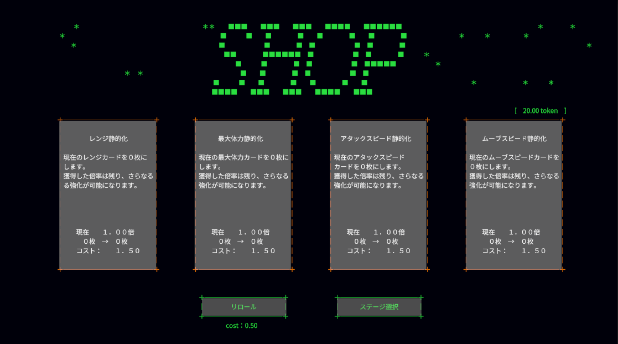 SHOP
[ 20.00 token ]
レンジ静的化
現在のレンジカードを０枚に
します。
獲得した倍率は残り、さらなる
る強化が可能になります。
現在 １．００倍
０枚 → ０枚
コスト： １．５０
最大体力静的化
現在の最大体力カードを０枚に
します。
獲得した倍率は残り、さらなる
強化が可能になります。
現在 １．００倍
０枚 → ０枚
コスト： １．５０
アタックスピード静的化
現在のアタックスピード
カードを０枚にします。
獲得した倍率は残り、さらなる
強化が可能になります。
現在 １．００倍
０枚 → ０枚
コスト： １．５０
ムーブスピード静的化
現在のムーブスピードカードを
０枚にします。
獲得した倍率は残り、さらなる
強化が可能になります。
現在 １．００倍
０枚 → ０枚
コスト： １．５０
リロール
cost：0.50
ステージ選択